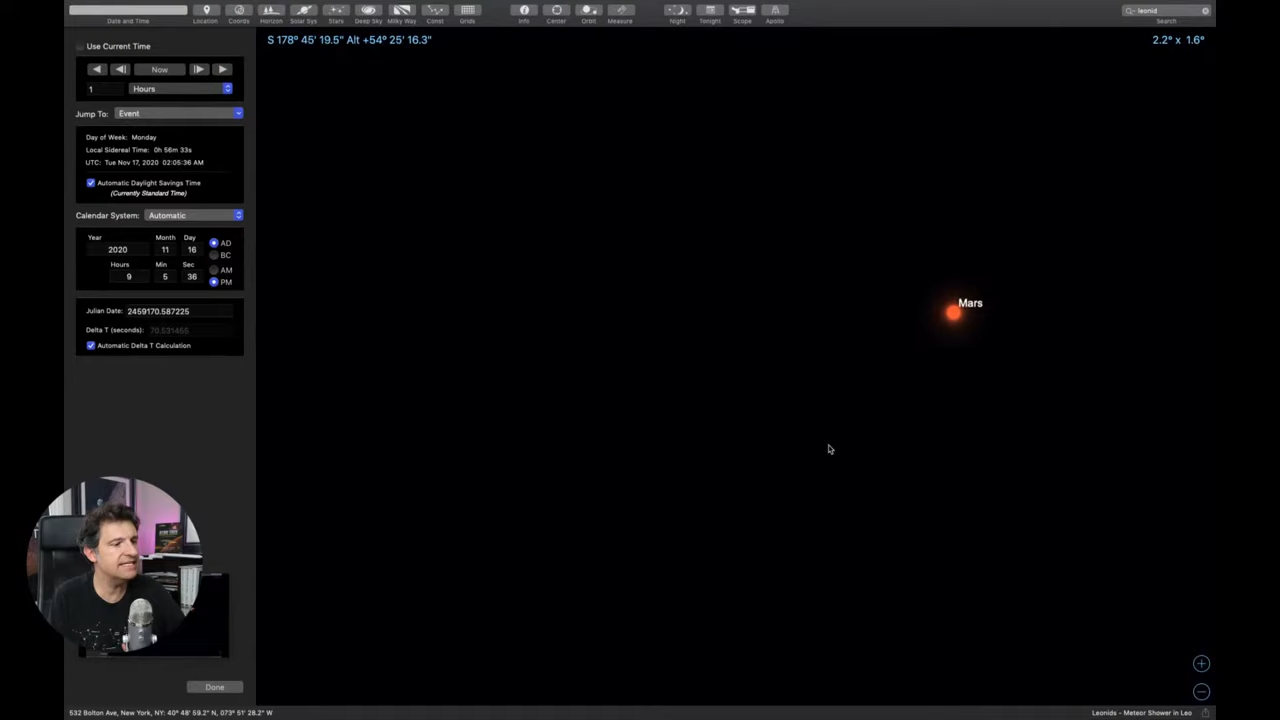 Date and Time
Location
Coords
Horizon
Solar Sys
Stars
Deep Sky
Milky Way
Const
Grids
Info
Center
Orbit
Measure
Night
Tonight
Scope
Apollo
leonid
Search
Use Current Time
Now
1 Hours
Jump To: Event
Day of Week: Monday
Local Sidereal Time: 0h 56m 33s
UTC: Tue Nov 17, 2020 02:05:36 AM
Automatic Daylight Savings Time
(Currently Standard Time)
Calendar System: Automatic
Year Month Day
2020 11 16 AD
BC
Hours Min Sec
9 5 36 AM
PM
Julian Date: 2459170.587225
Delta T (seconds): 70.531455
Automatic Delta T Calculation
Done
S 178° 45' 19.5" Alt +54° 25' 16.3"
2.2° x 1.6°
Mars
532 Bolton Ave, New York, NY: 40° 48' 59.2" N, 073° 51' 28.2" W
Leonids - Meteor Shower in Leo